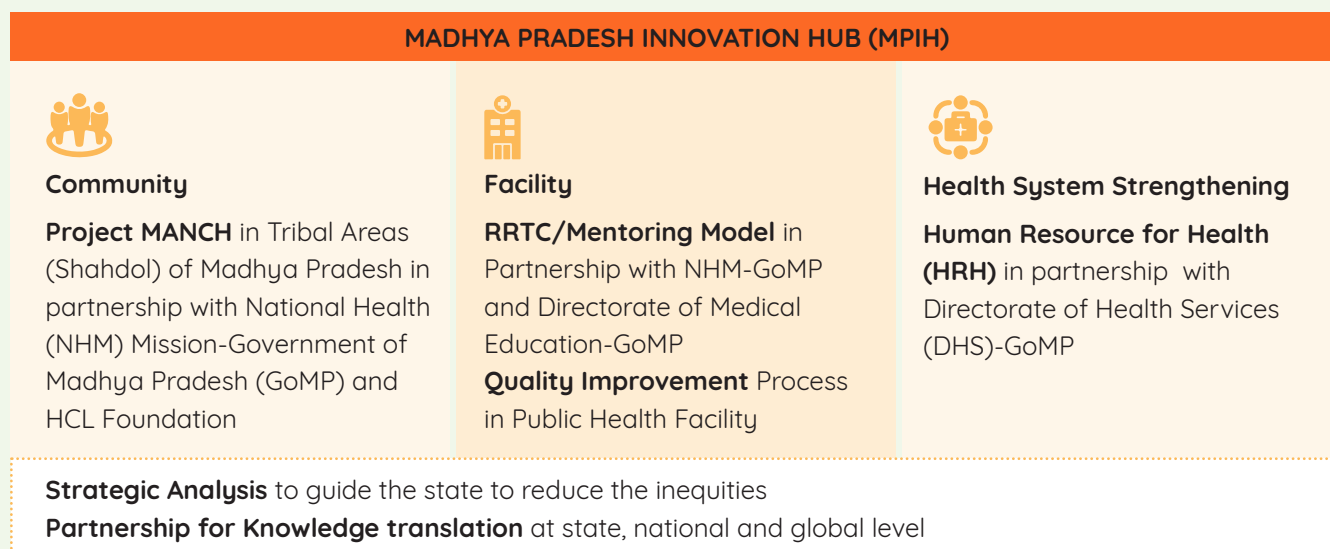 MADHYA PRADESH INNOVATION HUB (MPIH)
Community
Project MANCH in Tribal Areas
(Shahdol) of Madhya Pradesh in
partnership with National Health
(NHM) Mission-Government of
Madhya Pradesh (GoMP) and
HCL Foundation
Facility
RRTC/Mentoring Model in
Partnership with NHM-GoMP
and Directorate of Medical
Education-GoMP
Quality Improvement Process
in Public Health Facility
Health System Strengthening
Human Resource for Health
(HRH) in partnership with
Directorate of Health Services
(DHS)-GoMP
Strategic Analysis to guide the state to reduce the inequities
Partnership for Knowledge translation at state, national and global level